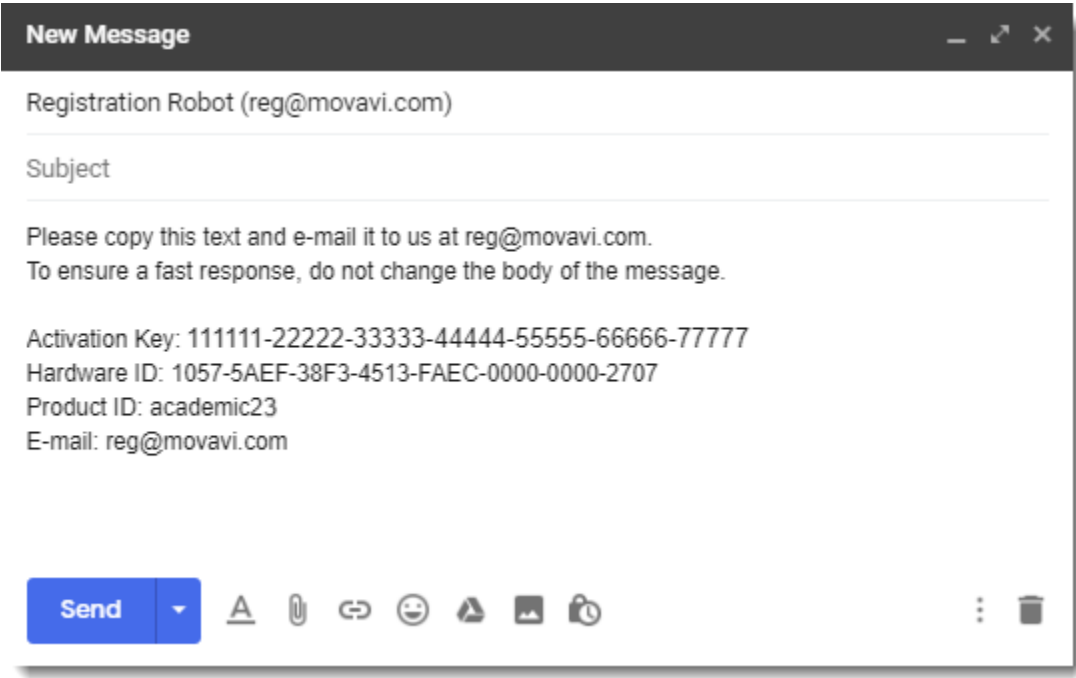 New Message
Registration Robot (reg@movavi.com)
Subject
Please copy this text and e-mail it to us at reg@movavi.com.
To ensure a fast response, do not change the body of the message.
Activation Key: 111111-22222-33333-44444-55555-66666-77777
Hardware ID: 1057-5AEF-38F3-4513-FAEC-0000-0000-2707
Product ID: academic23
E-mail: reg@movavi.com
Send